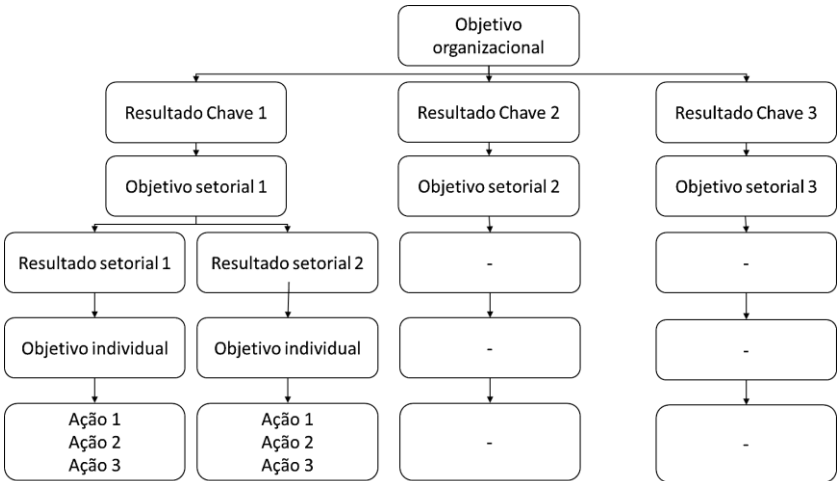 Objetivo
organizacional
Resultado Chave 1
Resultado Chave 2
Resultado Chave 3
Objetivo setorial 1
Objetivo setorial 2
Objetivo setorial 3
Resultado setorial 1
Resultado setorial 2
-
-
Objetivo individual
Objetivo individual
-
-
Ação 1
Ação 2
Ação 3
Ação 1
Ação 2
Ação 3
-
-